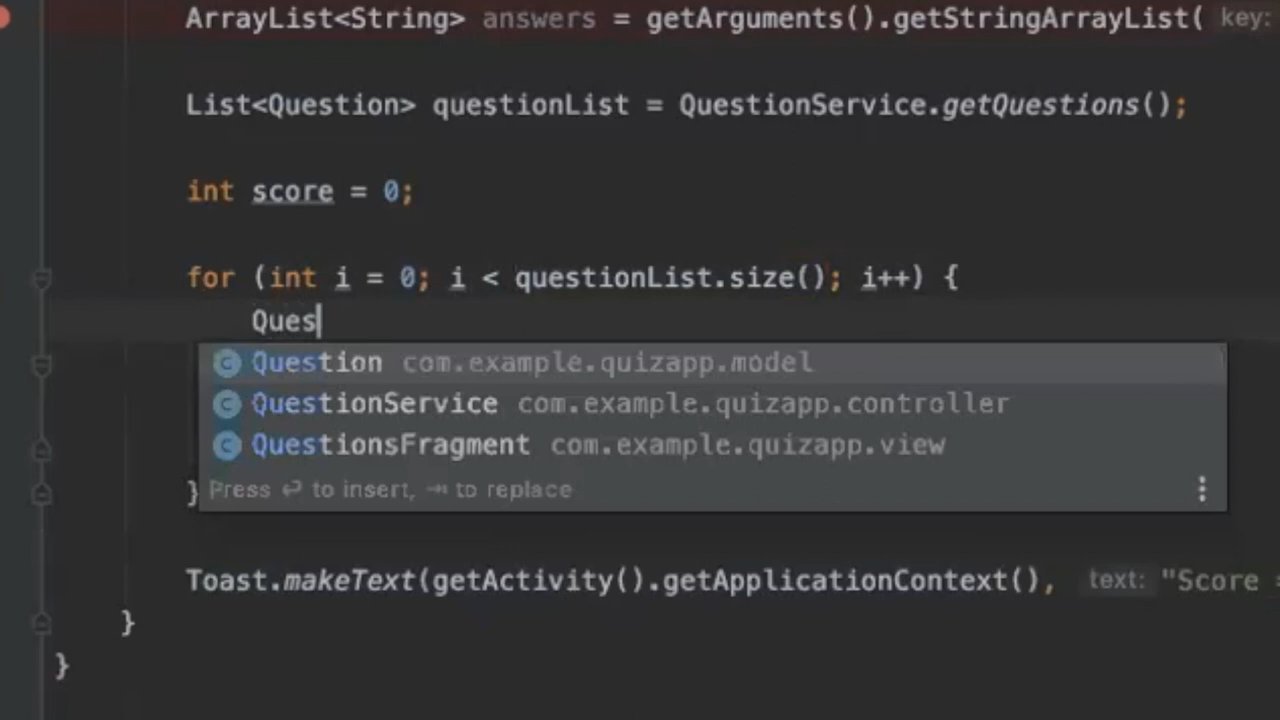 ArrayList<String> answers = getArguments().getStringArrayList( key:
List<Question> questionList = QuestionService.getQuestions();
int score = 0;
for (int i = 0; i < questionList.size(); i++) {
Ques
Question com.example.quizapp.model
QuestionService com.example.quizapp.controller
QuestionsFragment com.example.quizapp.view
} Press ↩ to insert, ⇥ to replace
Toast.makeText(getActivity().getApplicationContext(), text: "Score
}
}